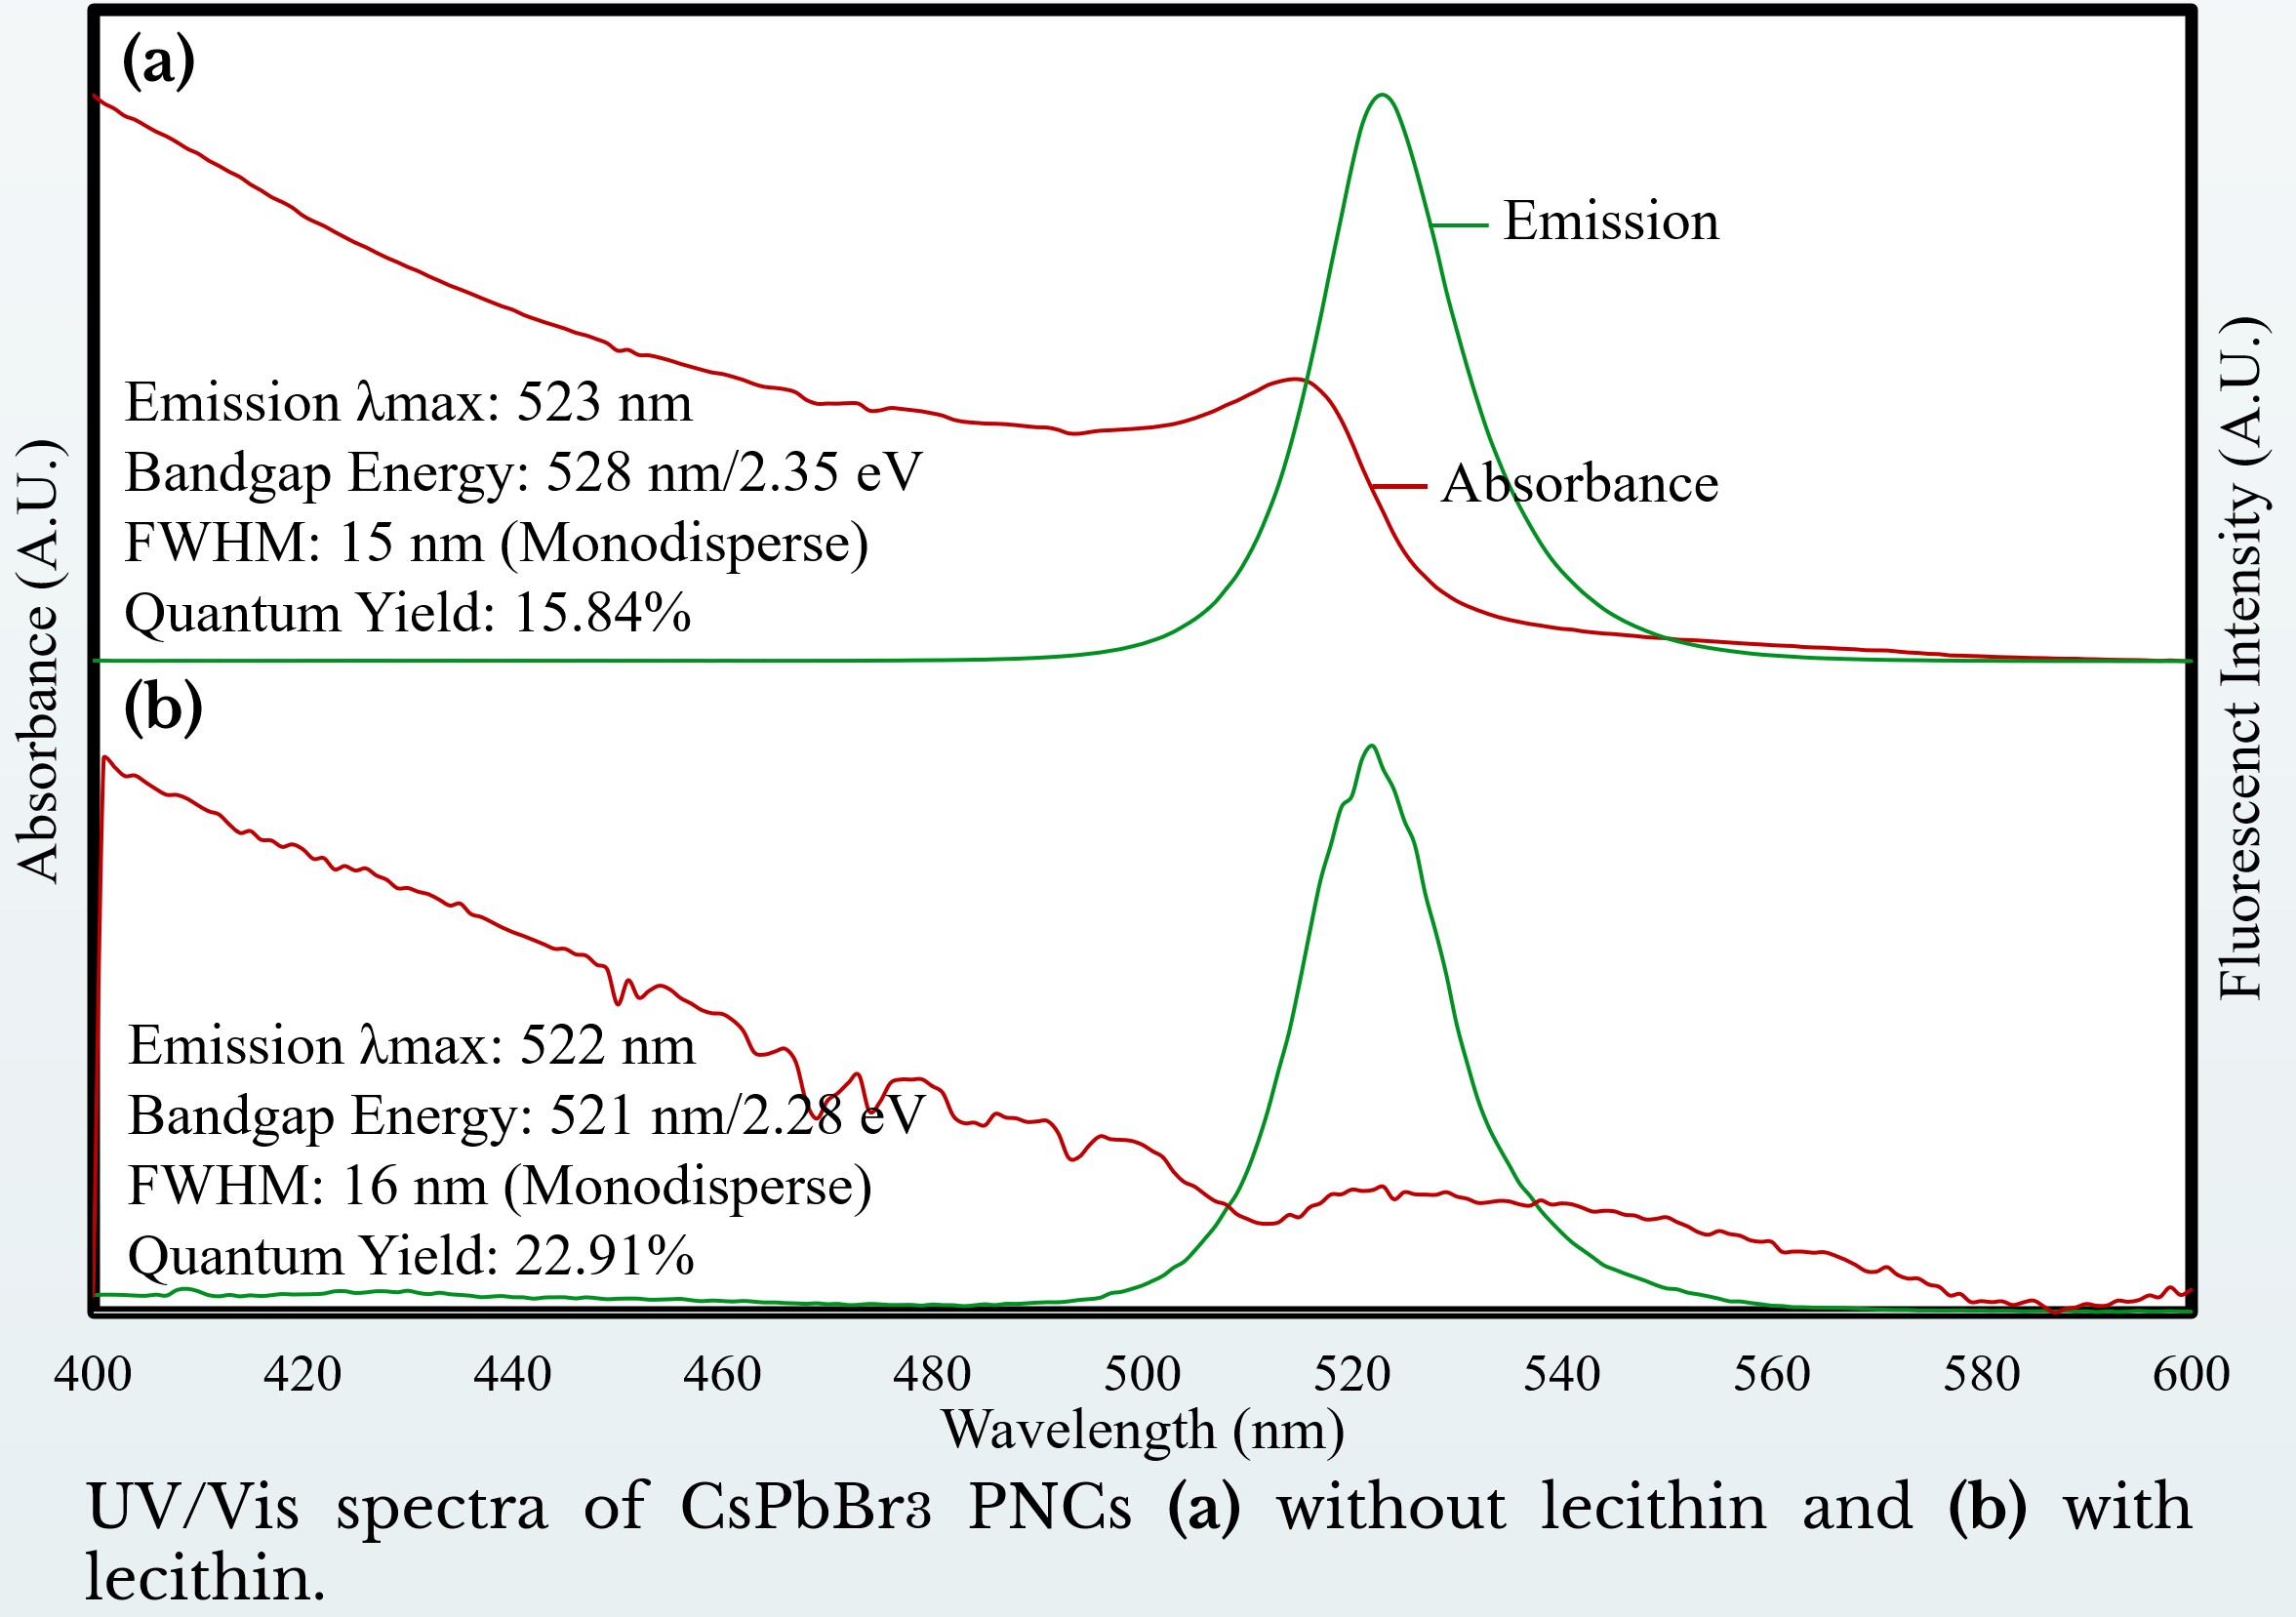 (a)
Emission
Emission λmax: 523 nm
Bandgap Energy: 528 nm/2.35 eV
Absorbance
FWHM: 15 nm (Monodisperse)
Quantum Yield: 15.84%
Absorbance (A.U.)
Fluorescenct Intensity (A.U.)
(b)
Emission λmax: 522 nm
Bandgap Energy: 521 nm/2.28 eV
FWHM: 16 nm (Monodisperse)
Quantum Yield: 22.91%
400 420 440 460 480 500 520 540 560 580 600
Wavelength (nm)
UV/Vis spectra of CsPbBr3 PNCs (a) without lecithin and (b) with
lecithin.